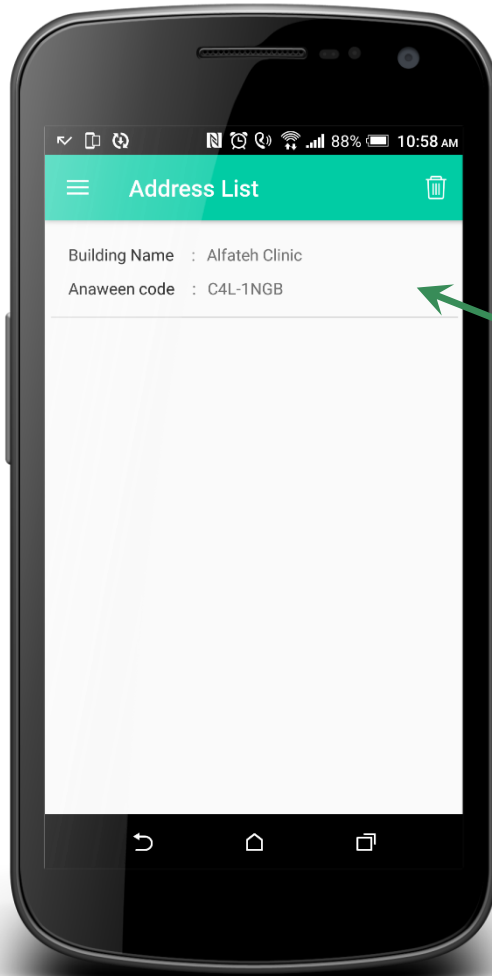 88% 10:58 AM
Address List
Building Name : Alfateh Clinic
Anaween code : C4L-1NGB